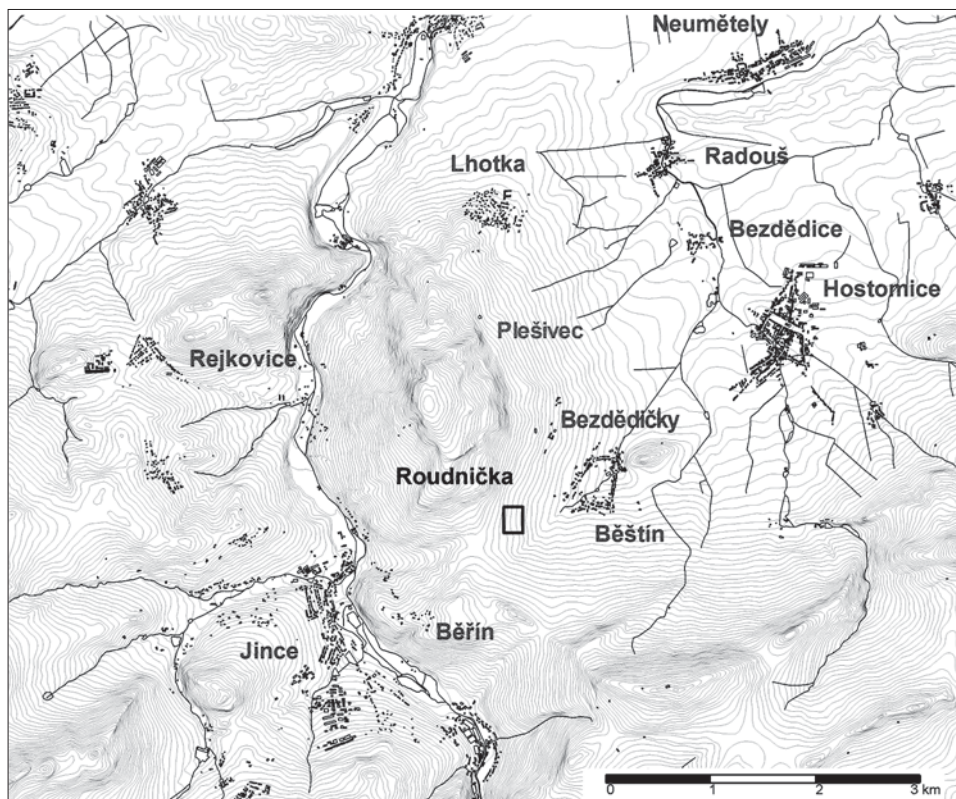 Neumětely
Lhotka
Radouš
Bezdědice
Hostomice
Plešivec
Rejkovice
Bezdědičky
Roudnička
Běštín
Běřín
Jince
0 1 2 3 km